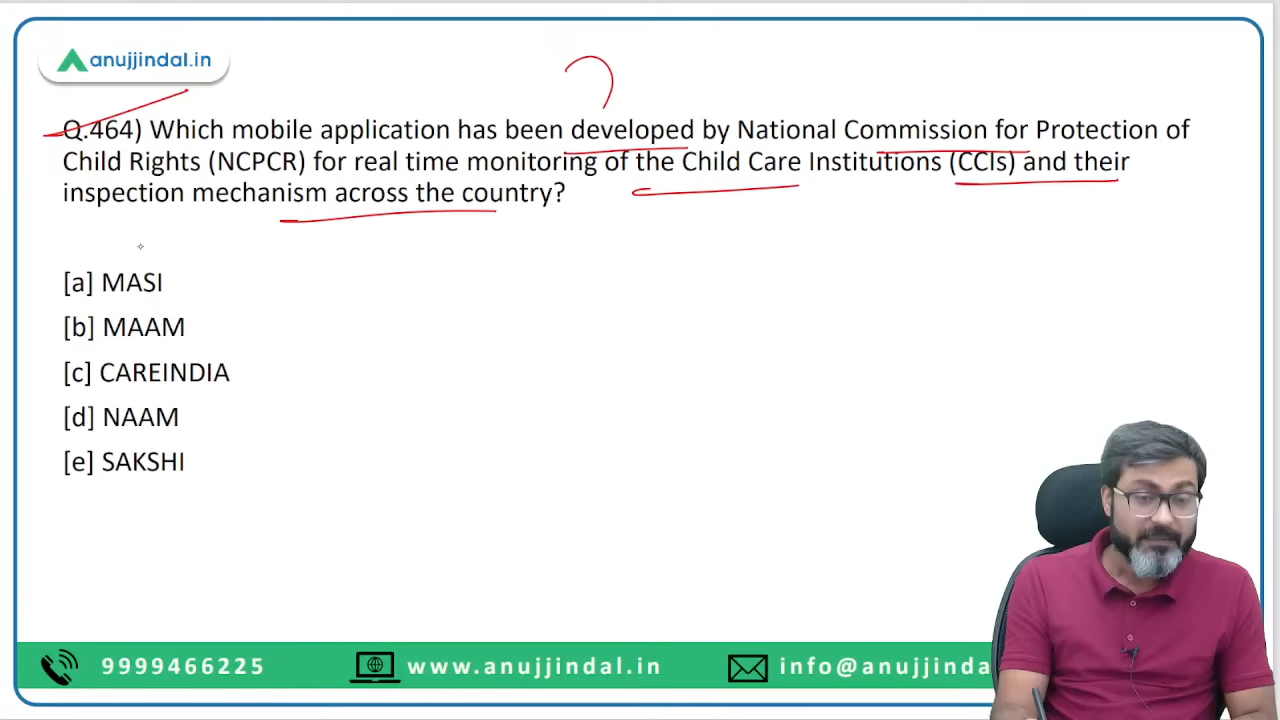 anujjindal.in
Q.464) Which mobile application has been developed by National Commission for Protection of
Child Rights (NCPCR) for real time monitoring of the Child Care Institutions (CCIs) and their
inspection mechanism across the country?
[a] MASI
[b] MAAM
[c] CAREINDIA
[d] NAAM
[e] SAKSHI
9999466225 www.anujjindal.in info@anujjinda